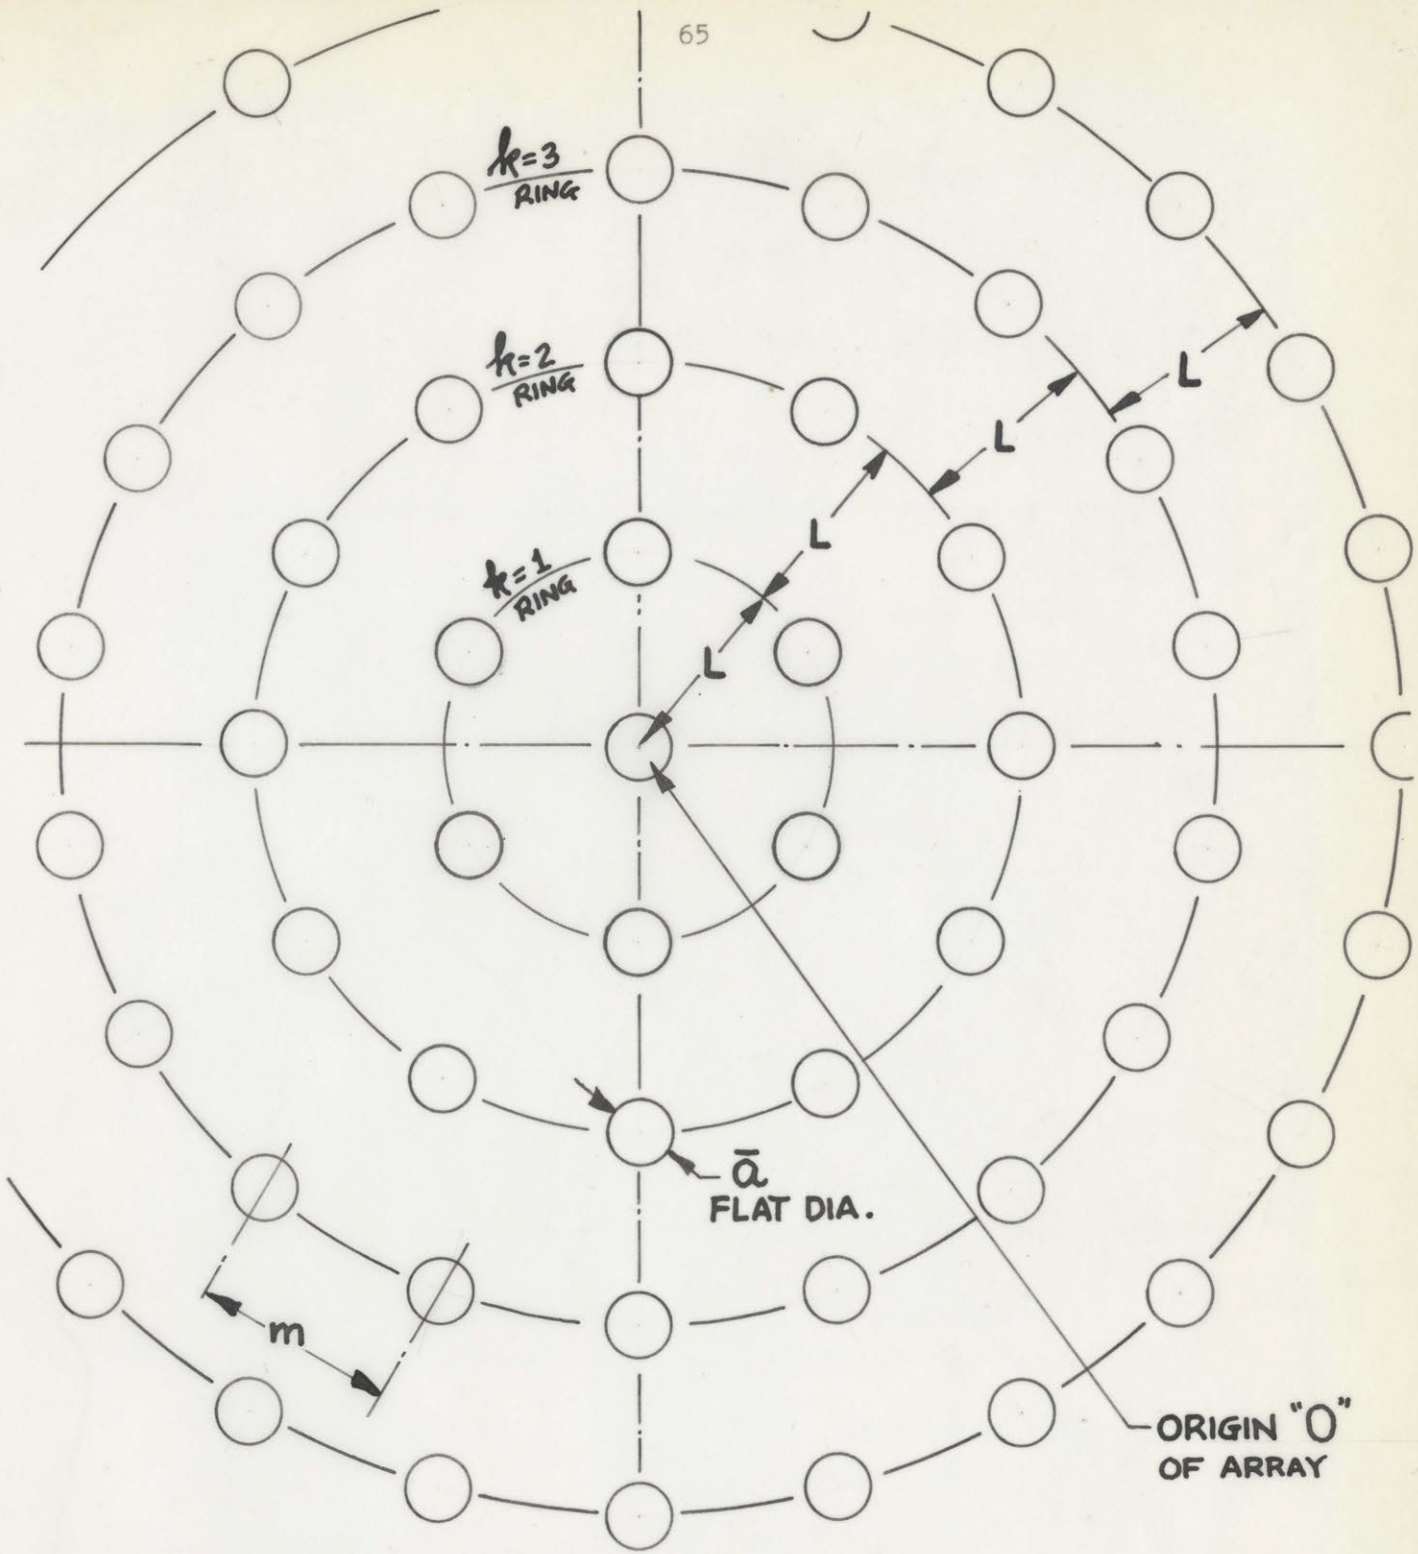 65
k=3
RING
k=2
RING
k=1
RING
L
L
L
L
ā
FLAT DIA.
m
ORIGIN "O"
OF ARRAY